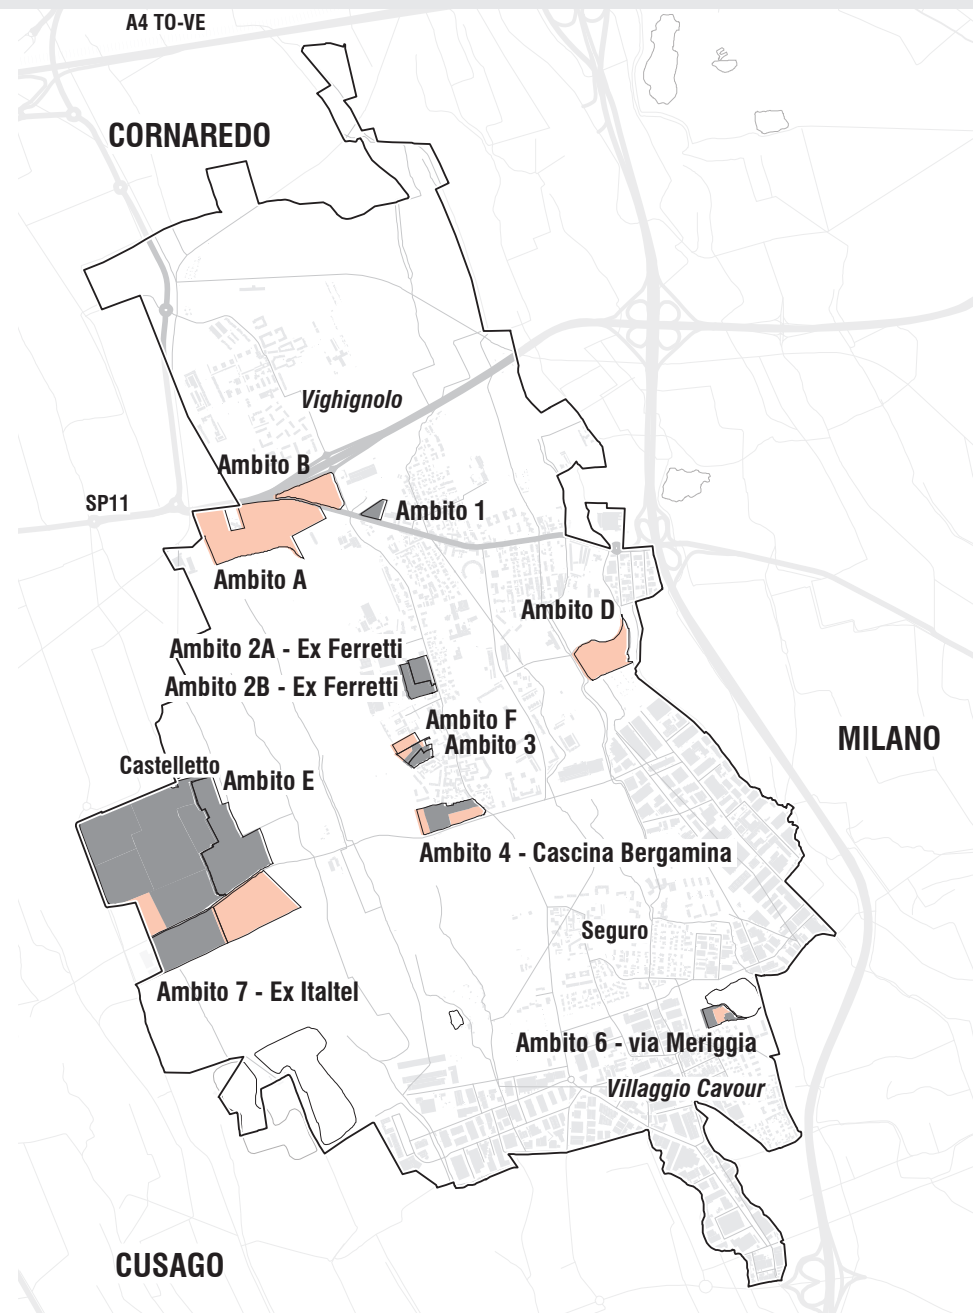 A4 TO-VE
CORNAREDO
Vighignolo
Ambito B
SP11
Ambito 1
Ambito A
Ambito D
Ambito 2A - Ex Ferretti
Ambito 2B - Ex Ferretti
Ambito F
Ambito 3
MILANO
Castelletto
Ambito E
Ambito 4 - Cascina Bergamina
Seguro
Ambito 7 - Ex Italtel
Ambito 6 - via Meriggia
Villaggio Cavour
CUSAGO